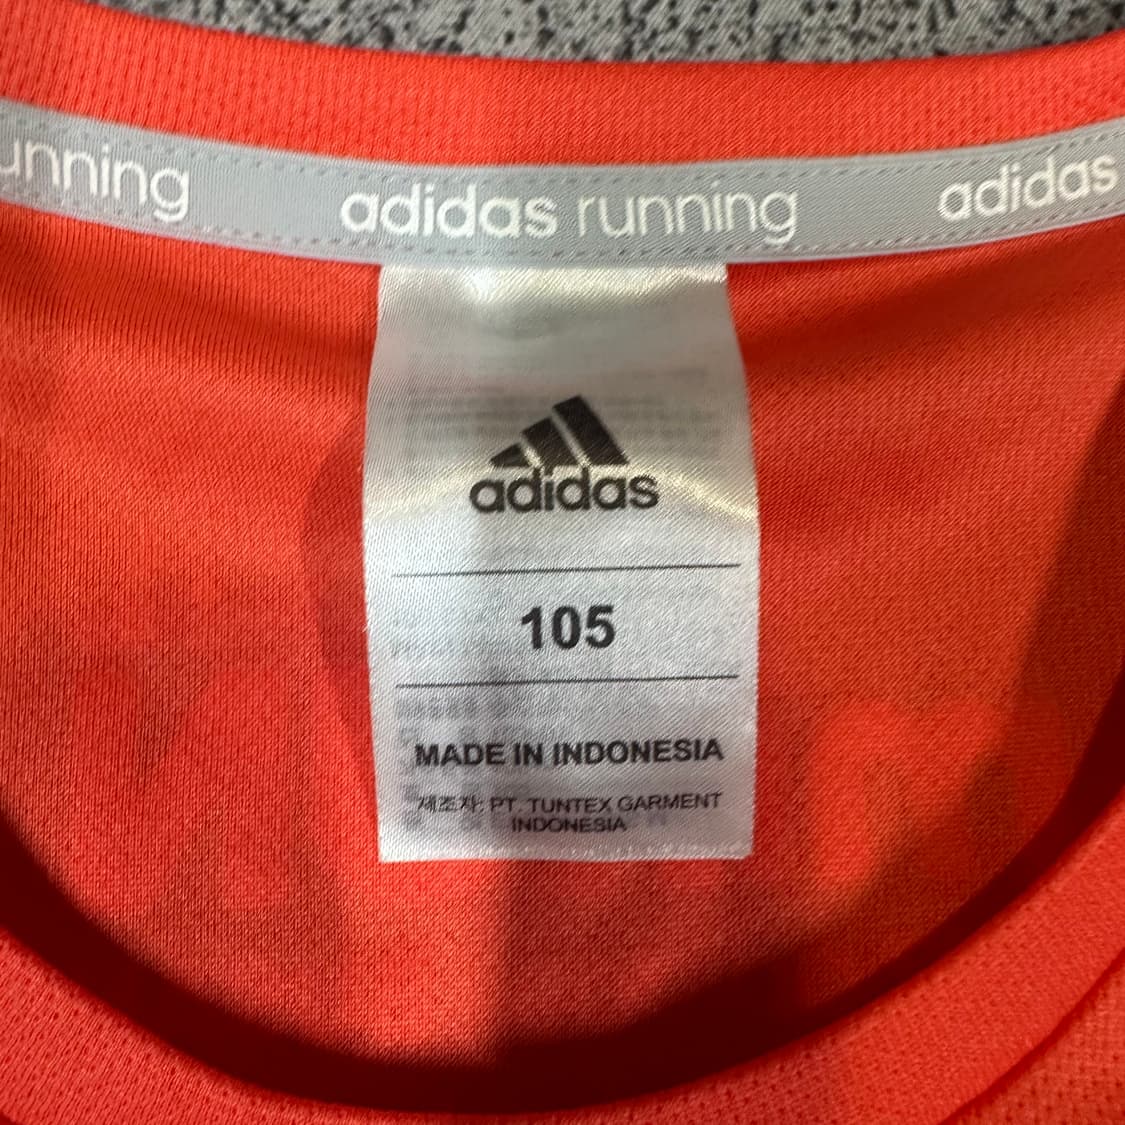 unning adidas running adidas
adidas
105
MADE IN INDONESIA
제조자: PT. TUNTEX GARMENT
INDONESIA